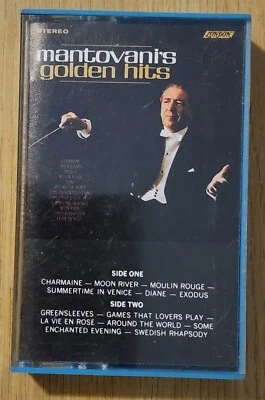 STEREO
LONDON
mantovani's
golden hits
SIDE ONE
CHARMAINE — MOON RIVER — MOULIN ROUGE —
SUMMERTIME IN VENICE — DIANE — EXODUS
SIDE TWO
GREENSLEEVES — GAMES THAT LOVERS PLAY —
LA VIE EN ROSE — AROUND THE WORLD — SOME
ENCHANTED EVENING — SWEDISH RHAPSODY